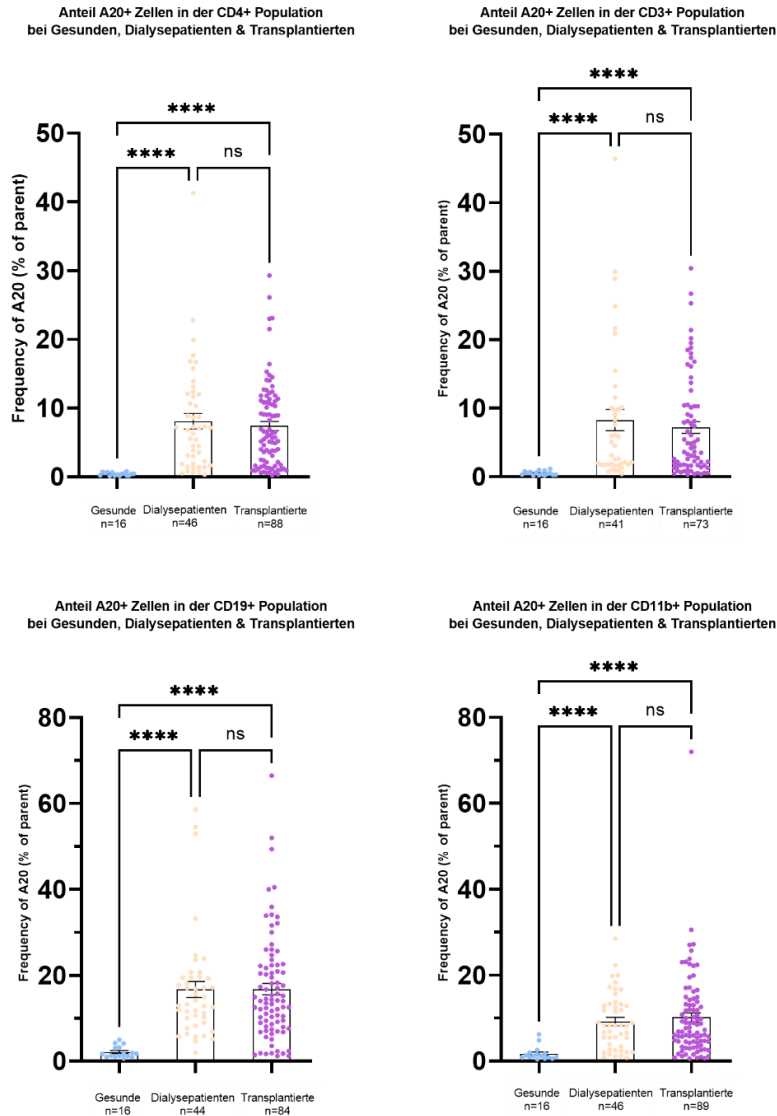 Anteil A20+ Zellen in der CD4+ Population
bei Gesunden, Dialysepatienten & Transplantierten
****
****
ns
Frequency of A20 (% of parent)
50
40
30
20
10
0
Gesunde
n=16
Dialysepatienten
n=46
Transplantierte
n=88
Anteil A20+ Zellen in der CD3+ Population
bei Gesunden, Dialysepatienten & Transplantierten
****
****
ns
Frequency of A20 (% of parent)
50
40
30
20
10
0
Gesunde
n=16
Dialysepatienten
n=41
Transplantierte
n=73
Anteil A20+ Zellen in der CD19+ Population
bei Gesunden, Dialysepatienten & Transplantierten
****
****
ns
Frequency of A20 (% of parent)
80
60
40
20
0
Gesunde
n=16
Dialysepatienten
n=44
Transplantierte
n=84
Anteil A20+ Zellen in der CD11b+ Population
bei Gesunden, Dialysepatienten & Transplantierten
****
****
ns
Frequency of A20 (% of parent)
80
60
40
20
0
Gesunde
n=16
Dialysepatienten
n=46
Transplantierte
n=89